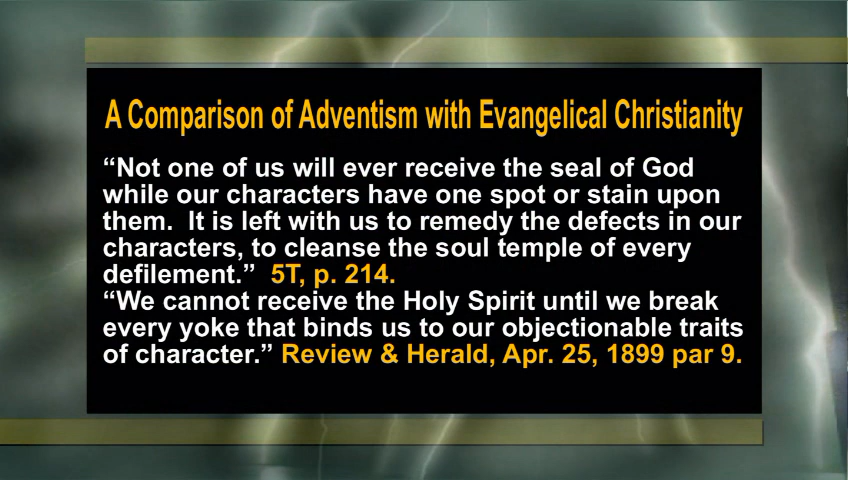 A Comparison of Adventism with Evangelical Christianity
“Not one of us will ever receive the seal of God
while our characters have one spot or stain upon
them.  It is left with us to remedy the defects in our
characters, to cleanse the soul temple of every
defilement.”  5T, p. 214.
“We cannot receive the Holy Spirit until we break
every yoke that binds us to our objectionable traits
of character.” Review & Herald, Apr. 25, 1899 par 9.